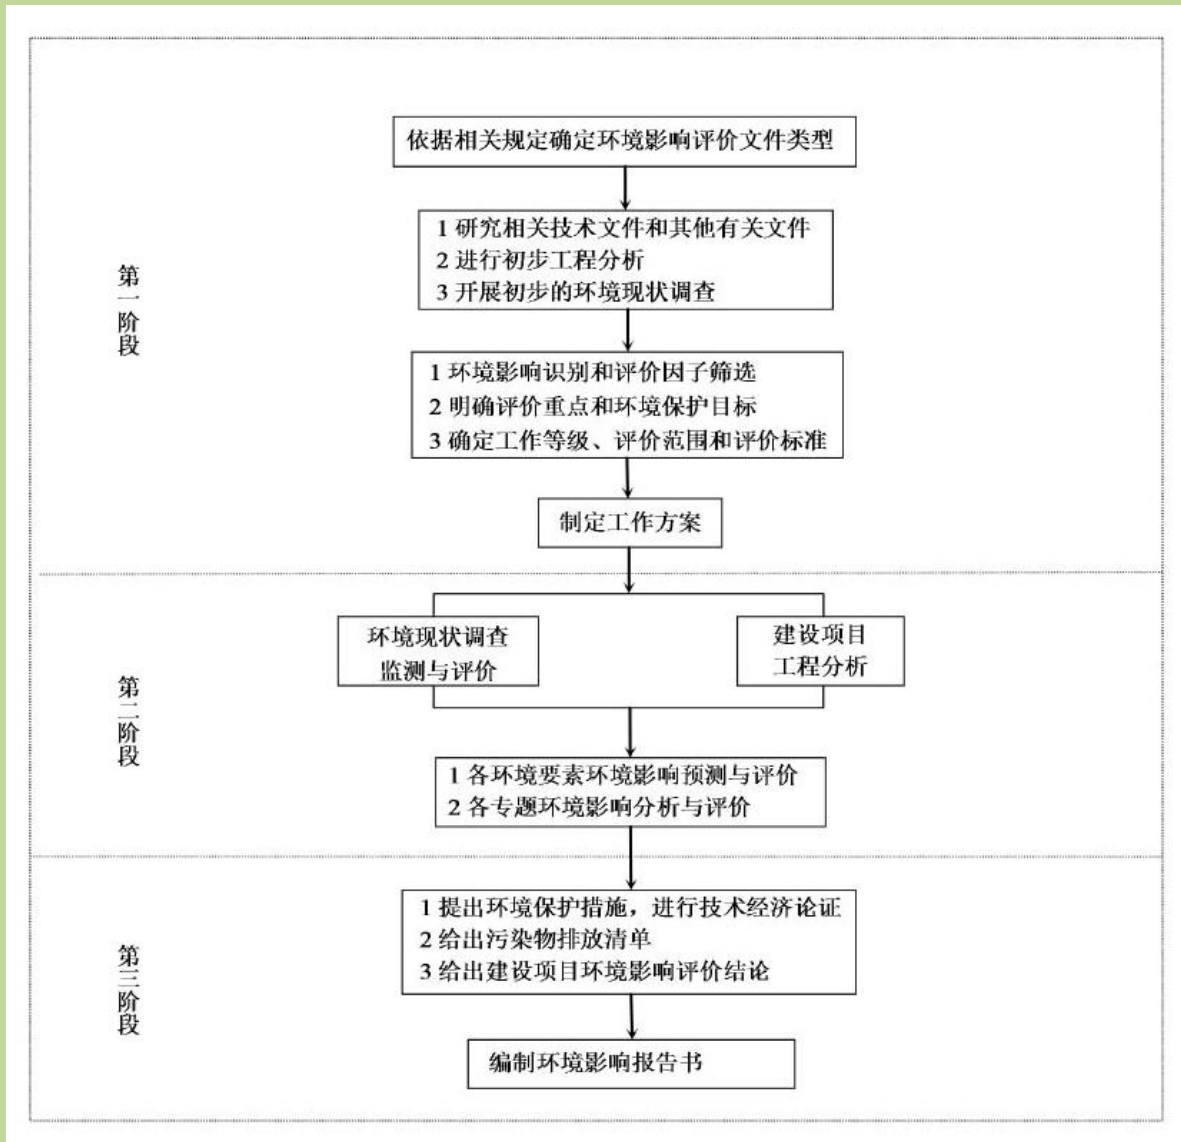 依据相关规定确定环境影响评价文件类型
1 研究相关技术文件和其他有关文件
2 进行初步工程分析
3 开展初步的环境现状调查
第一阶段
1 环境影响识别和评价因子筛选
2 明确评价重点和环境保护目标
3 确定工作等级、评价范围和评价标准
制定工作方案
环境现状调查
监测与评价
建设项目
工程分析
第二阶段
1 各环境要素环境影响预测与评价
2 各专题环境影响分析与评价
1 提出环境保护措施，进行技术经济论证
2 给出污染物排放清单
3 给出建设项目环境影响评价结论
第三阶段
编制环境影响报告书